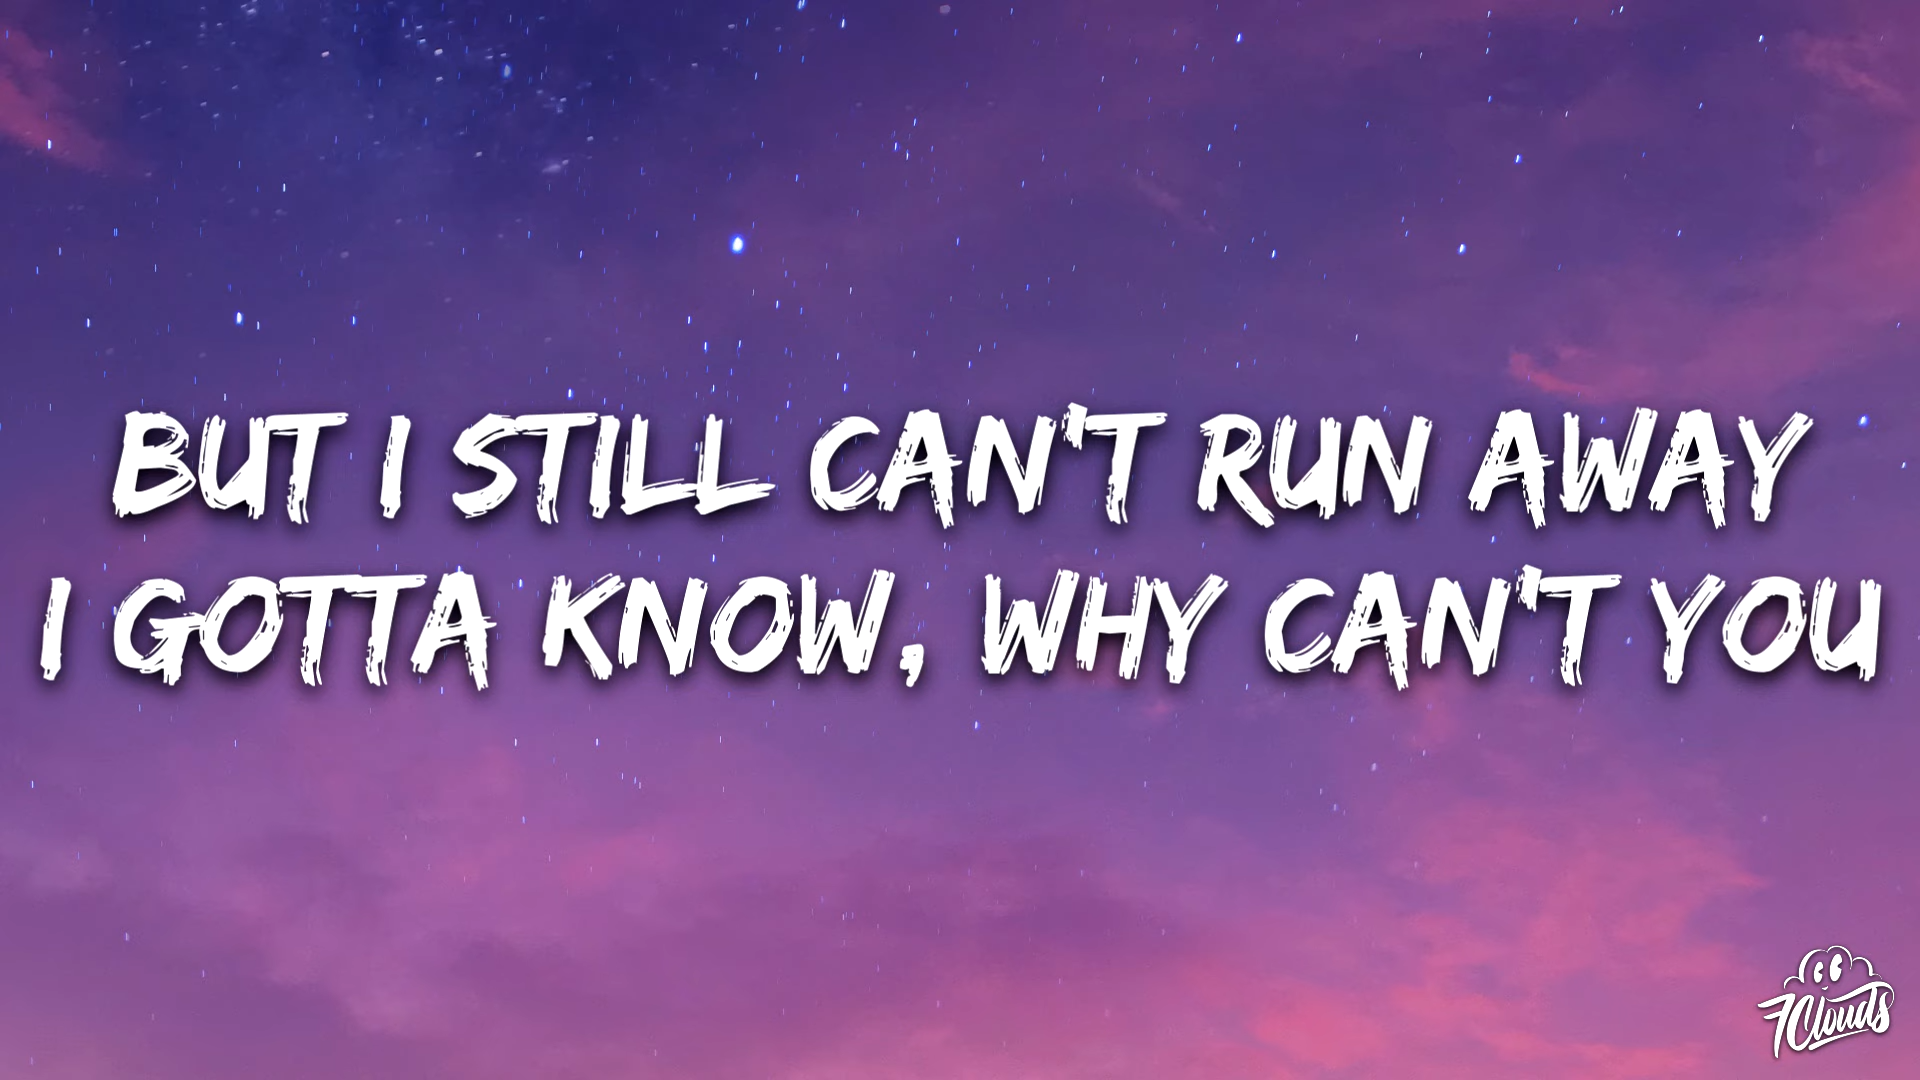 BUT I STILL CAN'T RUN AWAY
I GOTTA KNOW, WHY CAN'T YOU
7Clouds